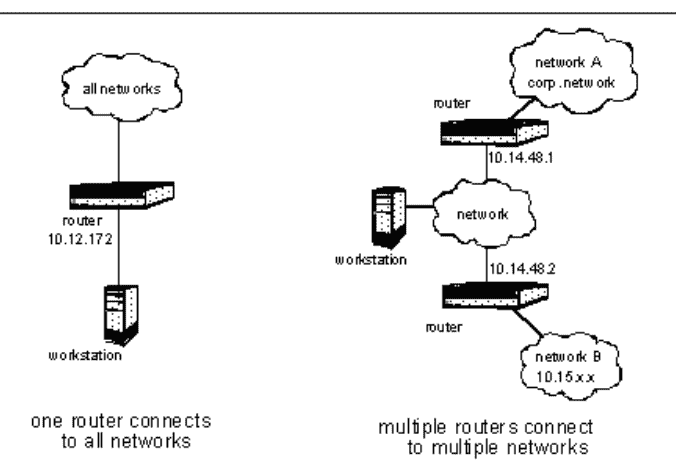 all networks
router
10.12.172
workstation
one router connects
to all networks
network A
corp.network
router
10.14.48.1
network
workstation
10.14.48.2
router
network B
10.15.x.x
multiple routers connect
to multiple networks